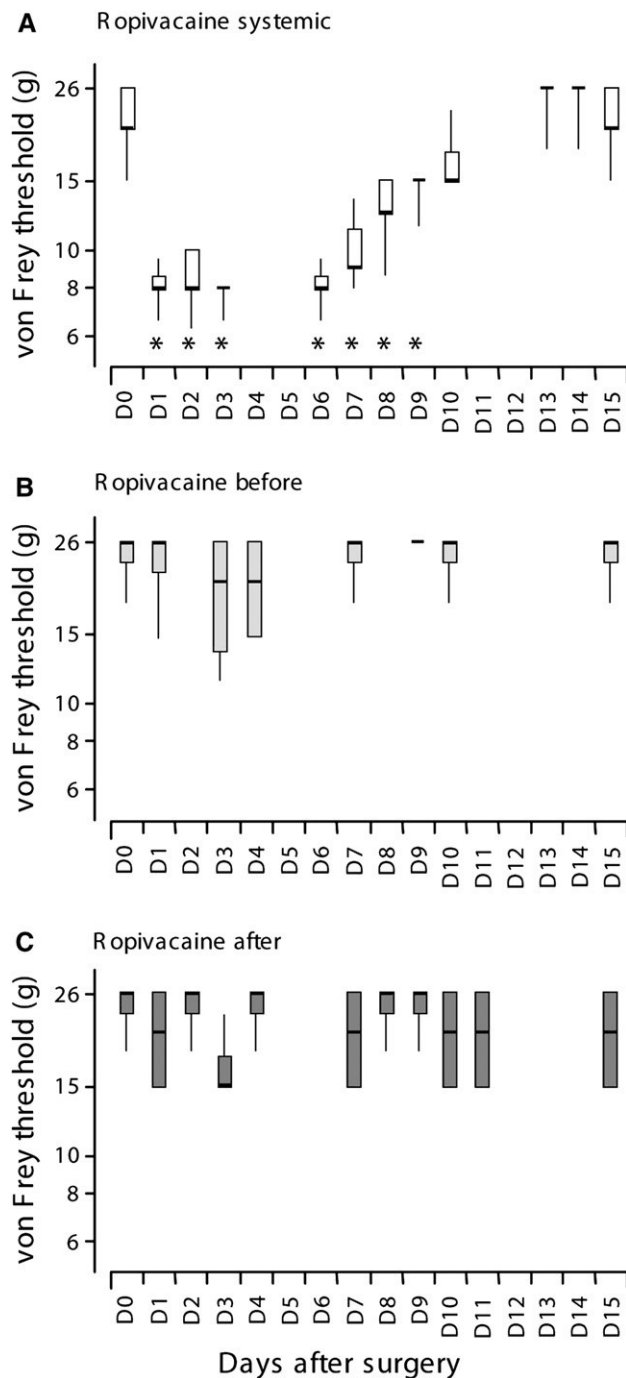 A Ropivacaine systemic
von Frey threshold (g)
26
15
10
8
6
* * * * * * *
D0 D1 D2 D3 D4 D5 D6 D7 D8 D9 D10 D11 D12 D13 D14 D15
B Ropivacaine before
von Frey threshold (g)
26
15
10
8
6
D0 D1 D2 D3 D4 D5 D6 D7 D8 D9 D10 D11 D12 D13 D14 D15
C Ropivacaine after
von Frey threshold (g)
26
15
10
8
6
D0 D1 D2 D3 D4 D5 D6 D7 D8 D9 D10 D11 D12 D13 D14 D15
Days after surgery